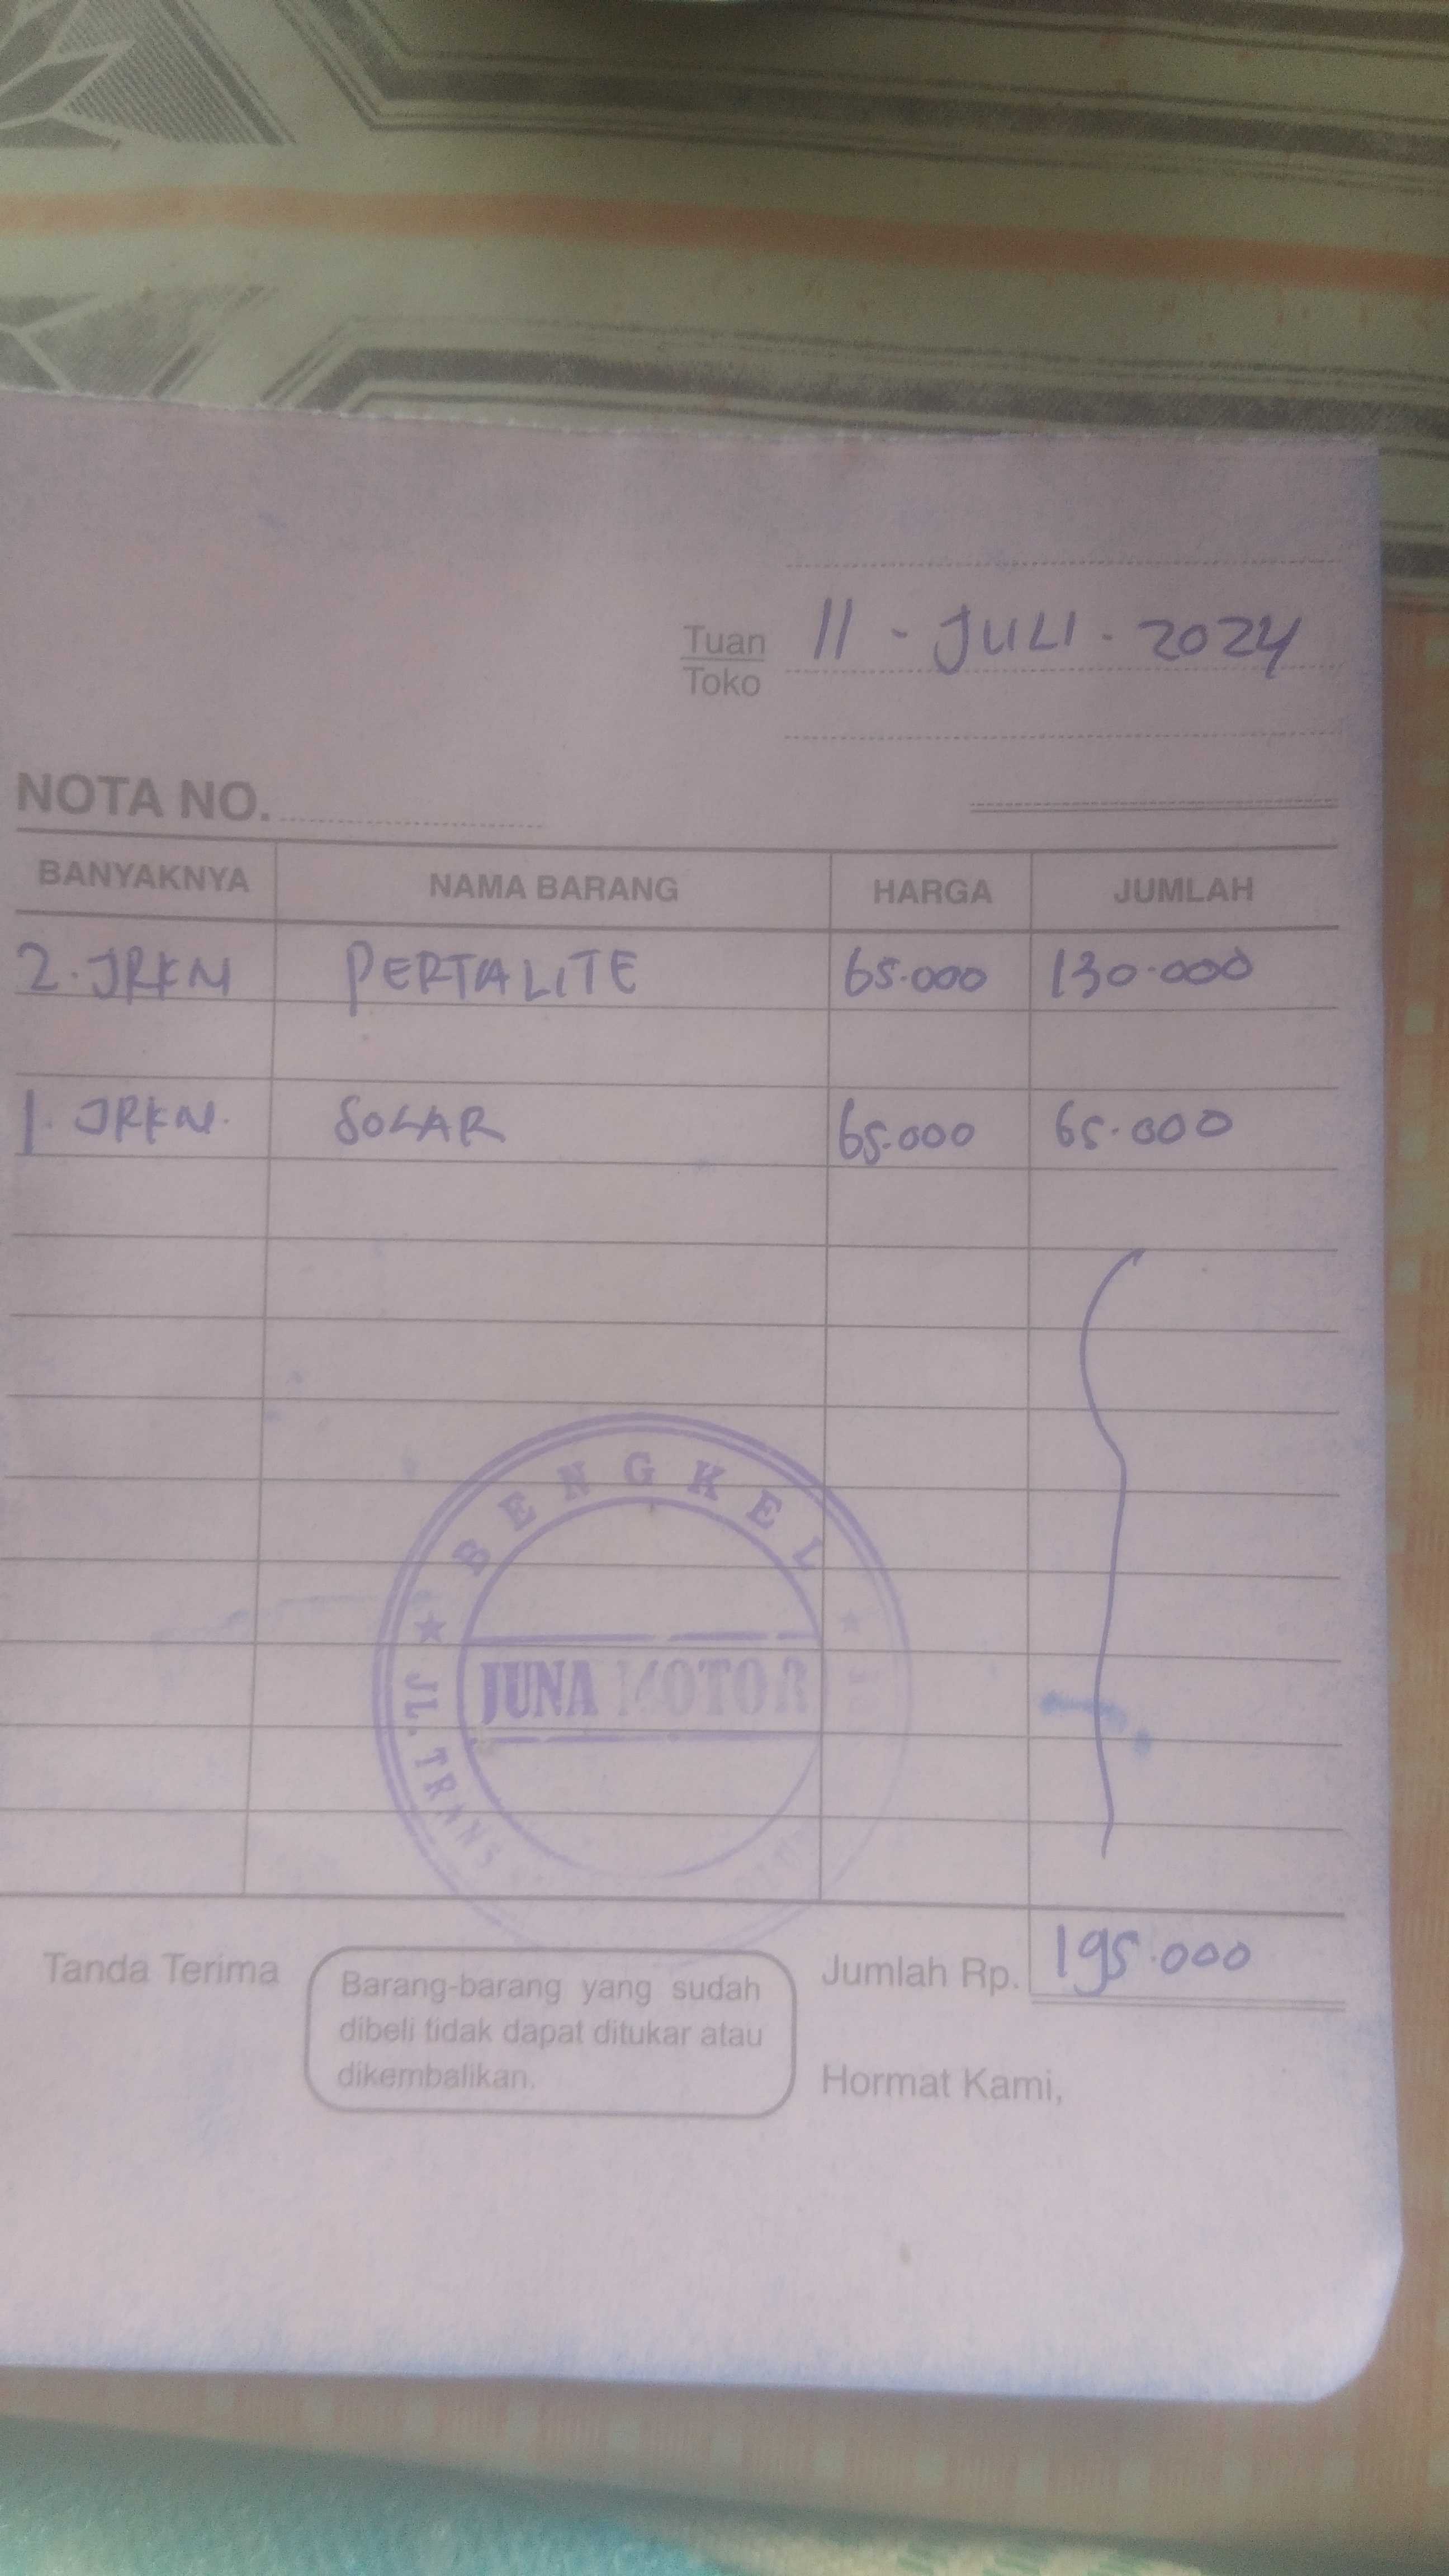 11 - JULI - 2024
Tuan
Toko
NOTA NO.
BANYAKNYA NAMA BARANG HARGA JUMLAH
2. JRKN PERTALITE 65.000 130.000
1. JRKN. SOLAR 65.000 65.000
BENGKEL
JUNA MOTOR
JL. TRANS
Jumlah Rp. 195.000
Tanda Terima
Barang-barang yang sudah
dibeli tidak dapat ditukar atau
dikembalikan.
Hormat Kami,